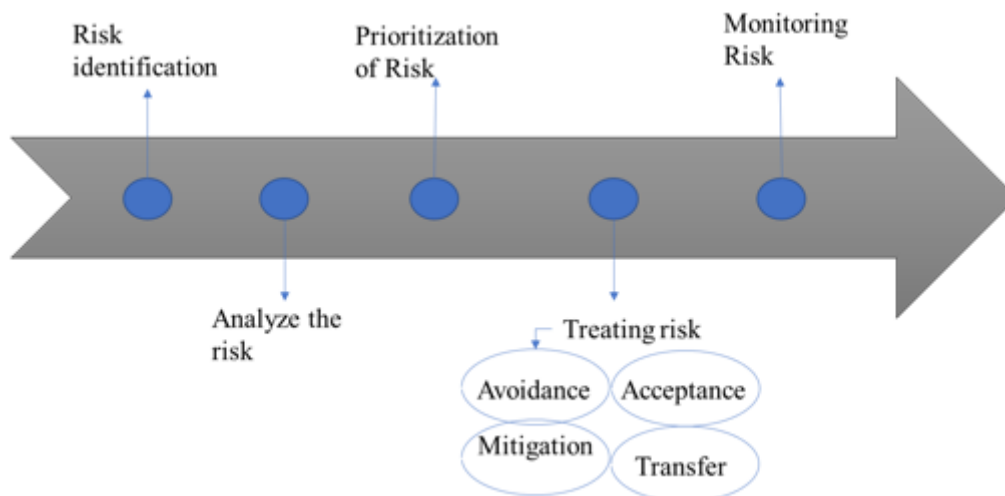 Risk
identification
Prioritization
of Risk
Monitoring
Risk
Analyze the
risk
Treating risk
Avoidance
Acceptance
Mitigation
Transfer